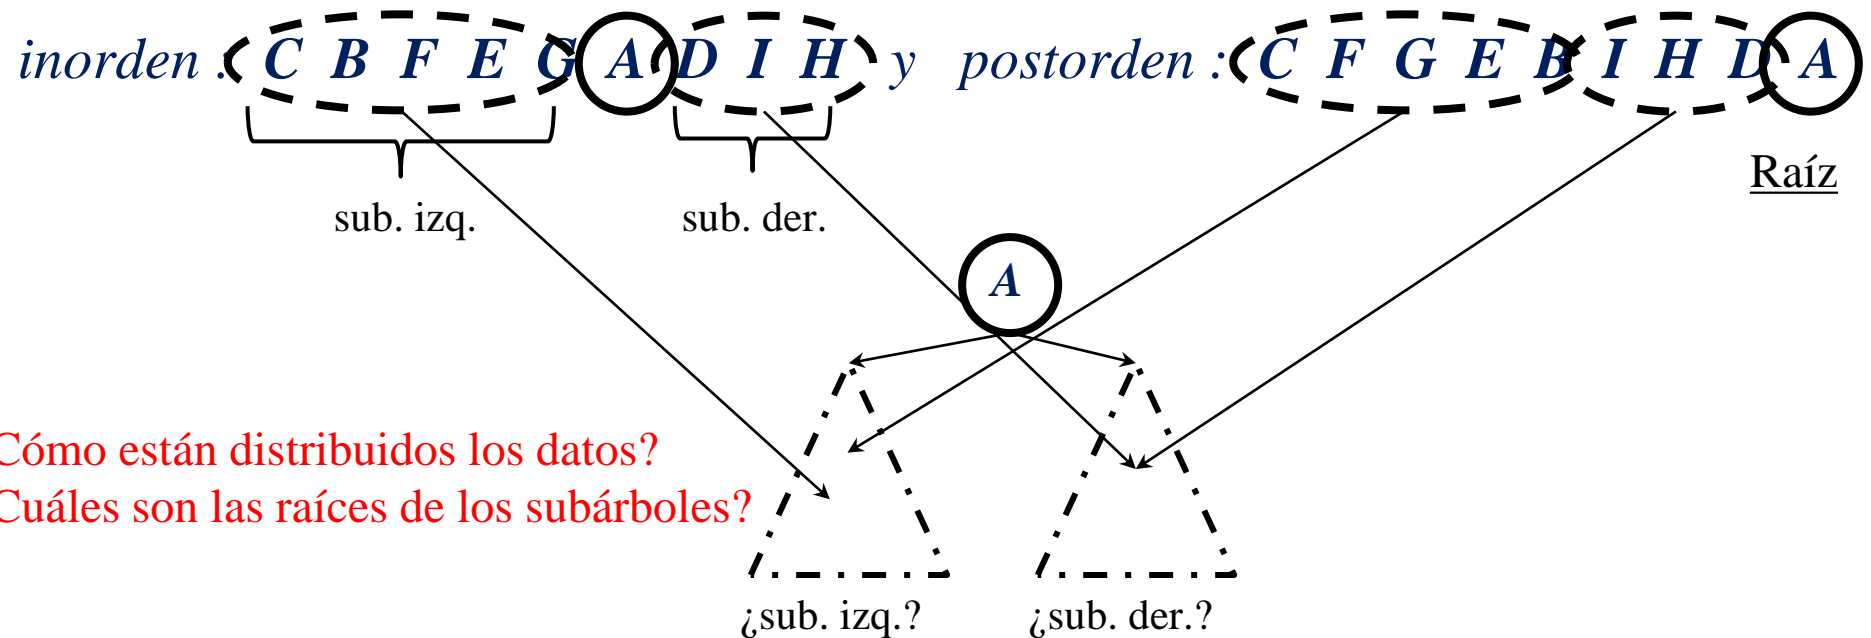 inorden : C B F E G A D I H y postorden : C F G E B I H D A
Raíz
sub. izq. sub. der.
A
Cómo están distribuidos los datos?
Cuáles son las raíces de los subárboles?
¿sub. izq.? ¿sub. der.?